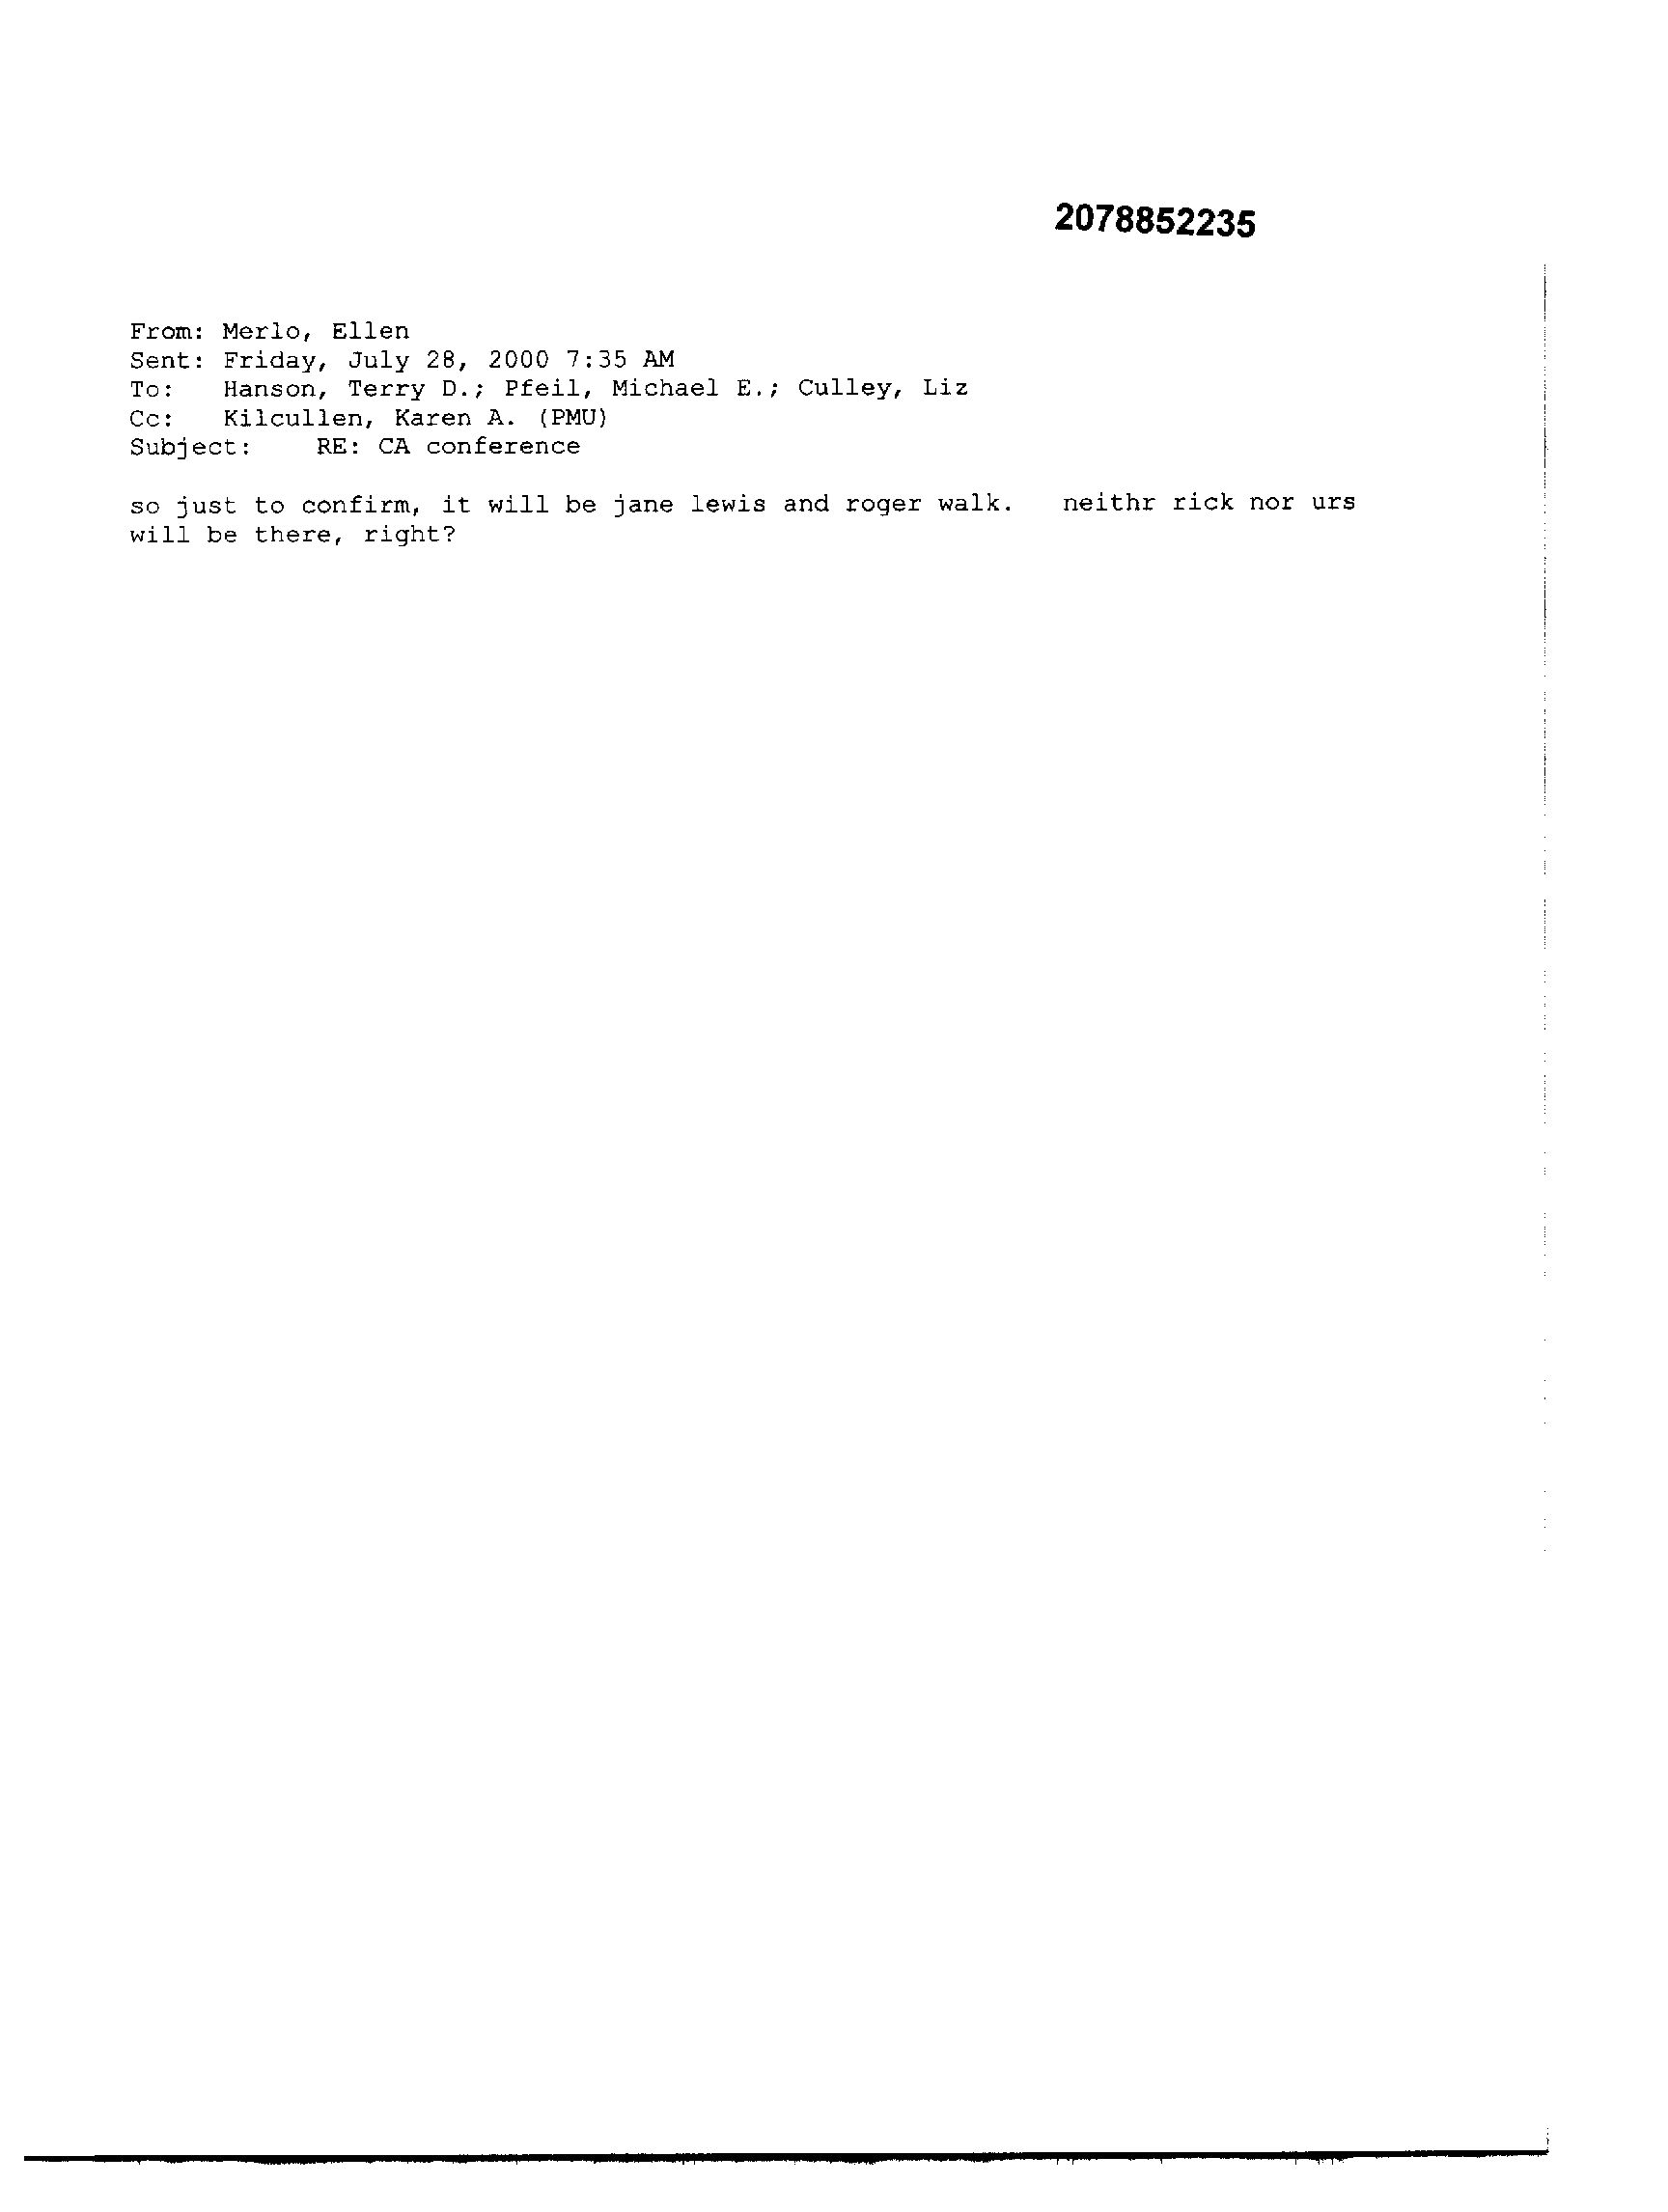 2078852235
From: Merlo, Ellen
Sent: Friday, July 28, 2000 7:35 AM
To: Hanson, Terry D.; Pfeil, Michael E.; Culley, Liz
Cc: Kilcullen, Karen A. (PMU)
Subject: RE: CA conference
so just to confirm, it will be jane lewis and roger walk. neithr rick nor urs
will be there, right?